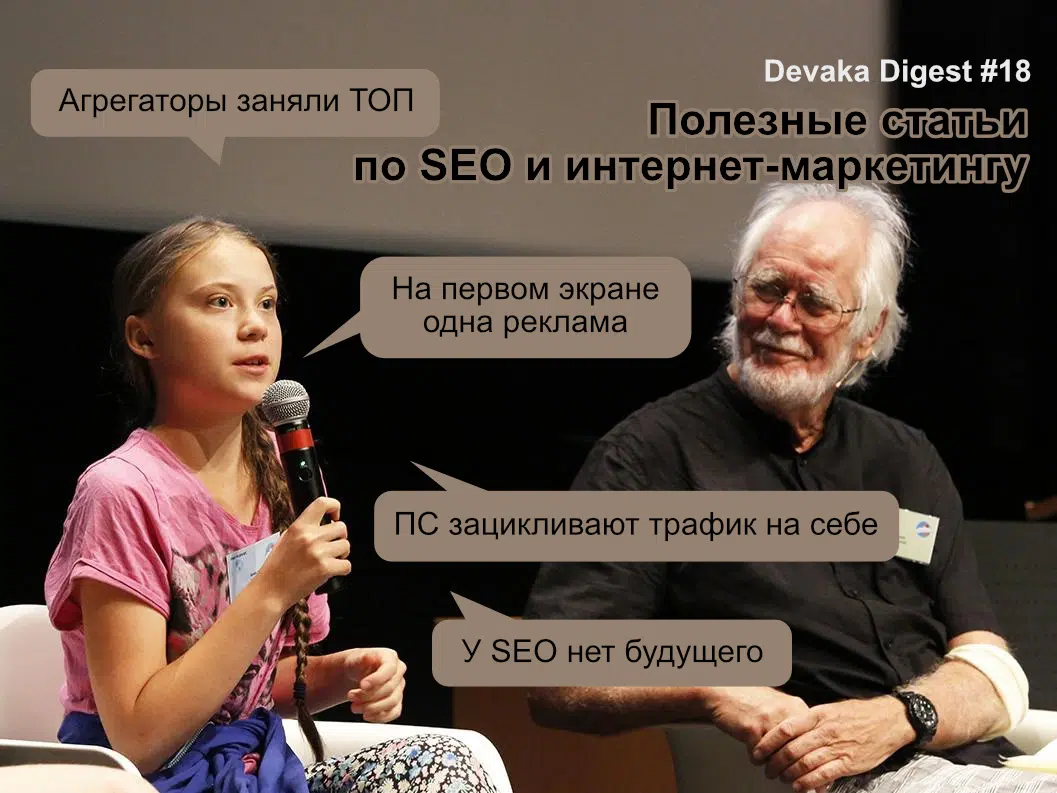 Devaka Digest #18
Полезные статьи
по SEO и интернет-маркетингу
Агрегаторы заняли ТОП
На первом экране
одна реклама
ПС зацикливают трафик на себе
У SEO нет будущего